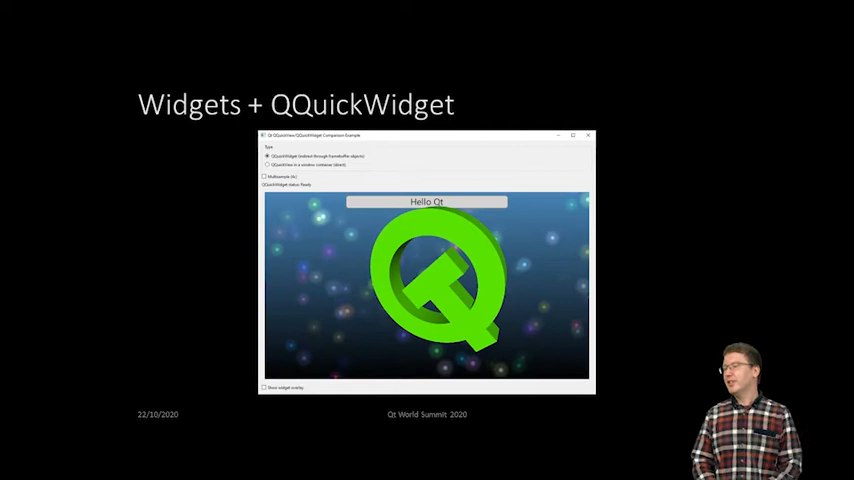 Widgets + QQuickWidget
Qt QQuickView/QQuickWidget Comparison Example
Type
QQuickWidget (indirect through framebuffer objects)
QQuickView in a window container (direct)
Multisample (4x)
QQuickWidget status: Ready
Hello Qt
Show widget overlay
22/10/2020
Qt World Summit 2020